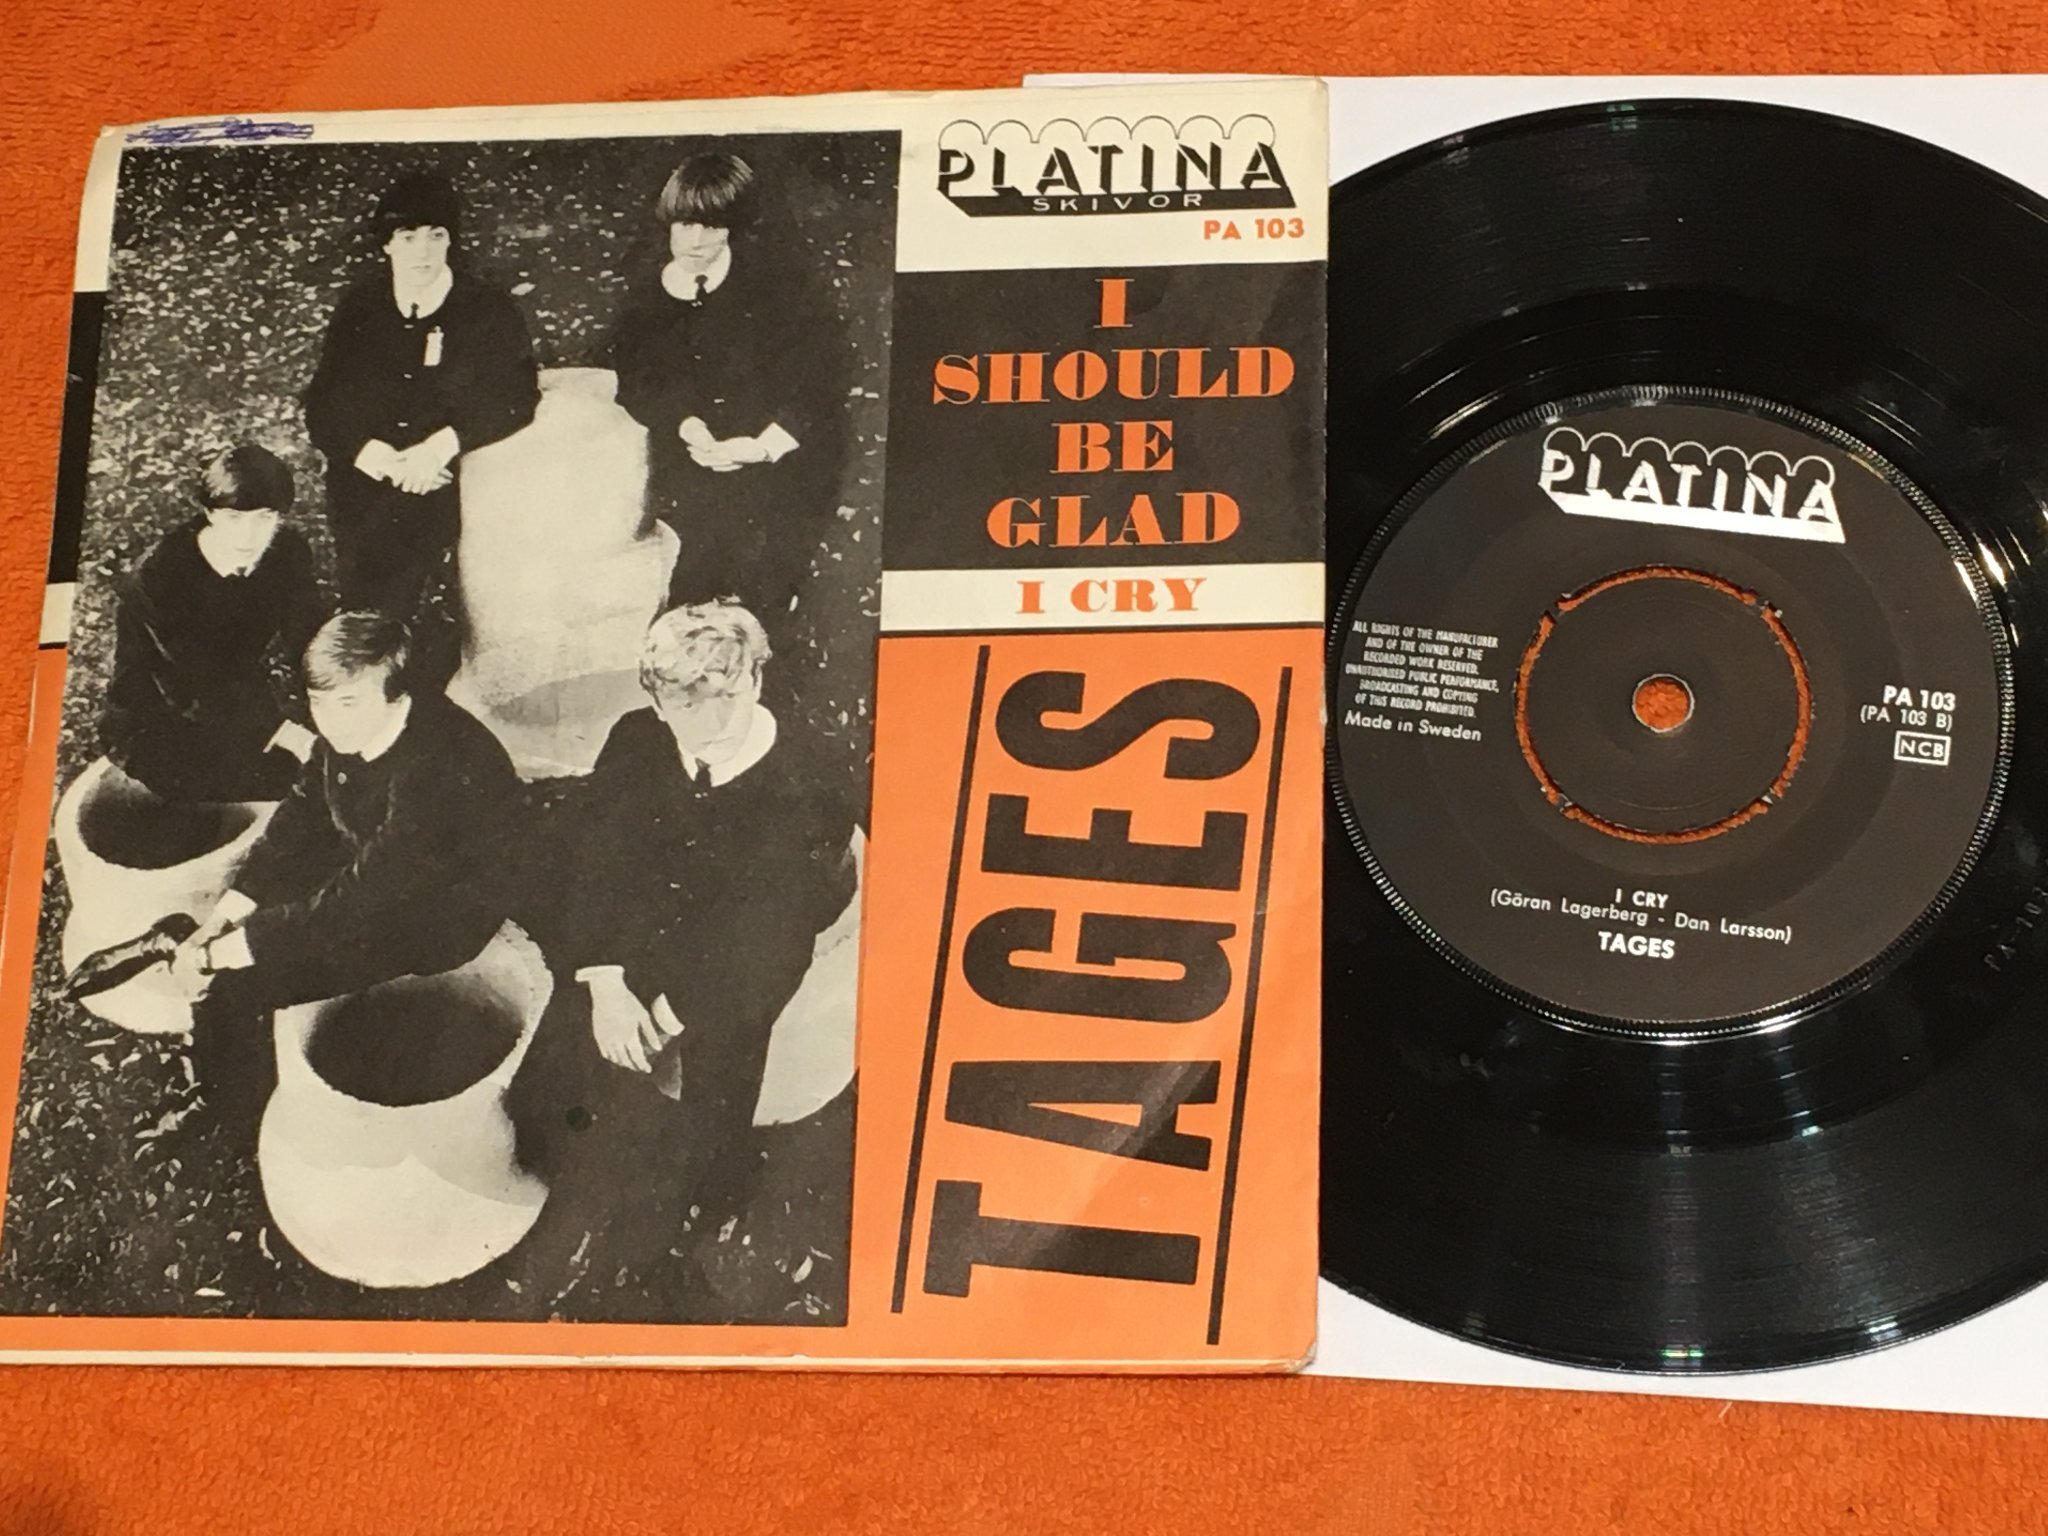 PLATINA
SKIVOR
PA 103
I
SHOULD
BE
GLAD
I CRY
TAGES
PLATINA
ALL RIGHTS OF THE MANUFACTURER
AND OF THE OWNER OF THE
RECORDED WORK RESERVED.
UNAUTHORIZED PUBLIC PERFORMANCE,
BROADCASTING AND COPYING
OF THIS RECORD PROHIBITED.
Made in Sweden
PA 103
(PA 103 B)
NCB
I CRY
(Göran Lagerberg - Dan Larsson)
TAGES